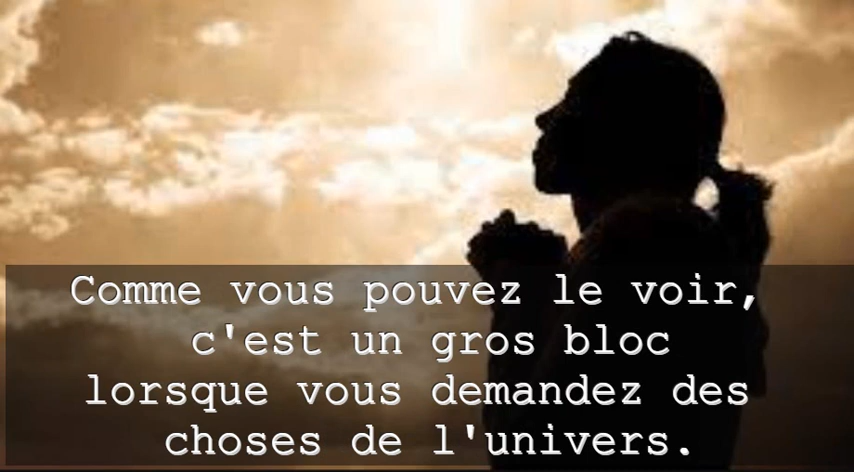 Comme vous pouvez le voir,
c'est un gros bloc
lorsque vous demandez des
choses de l'univers.